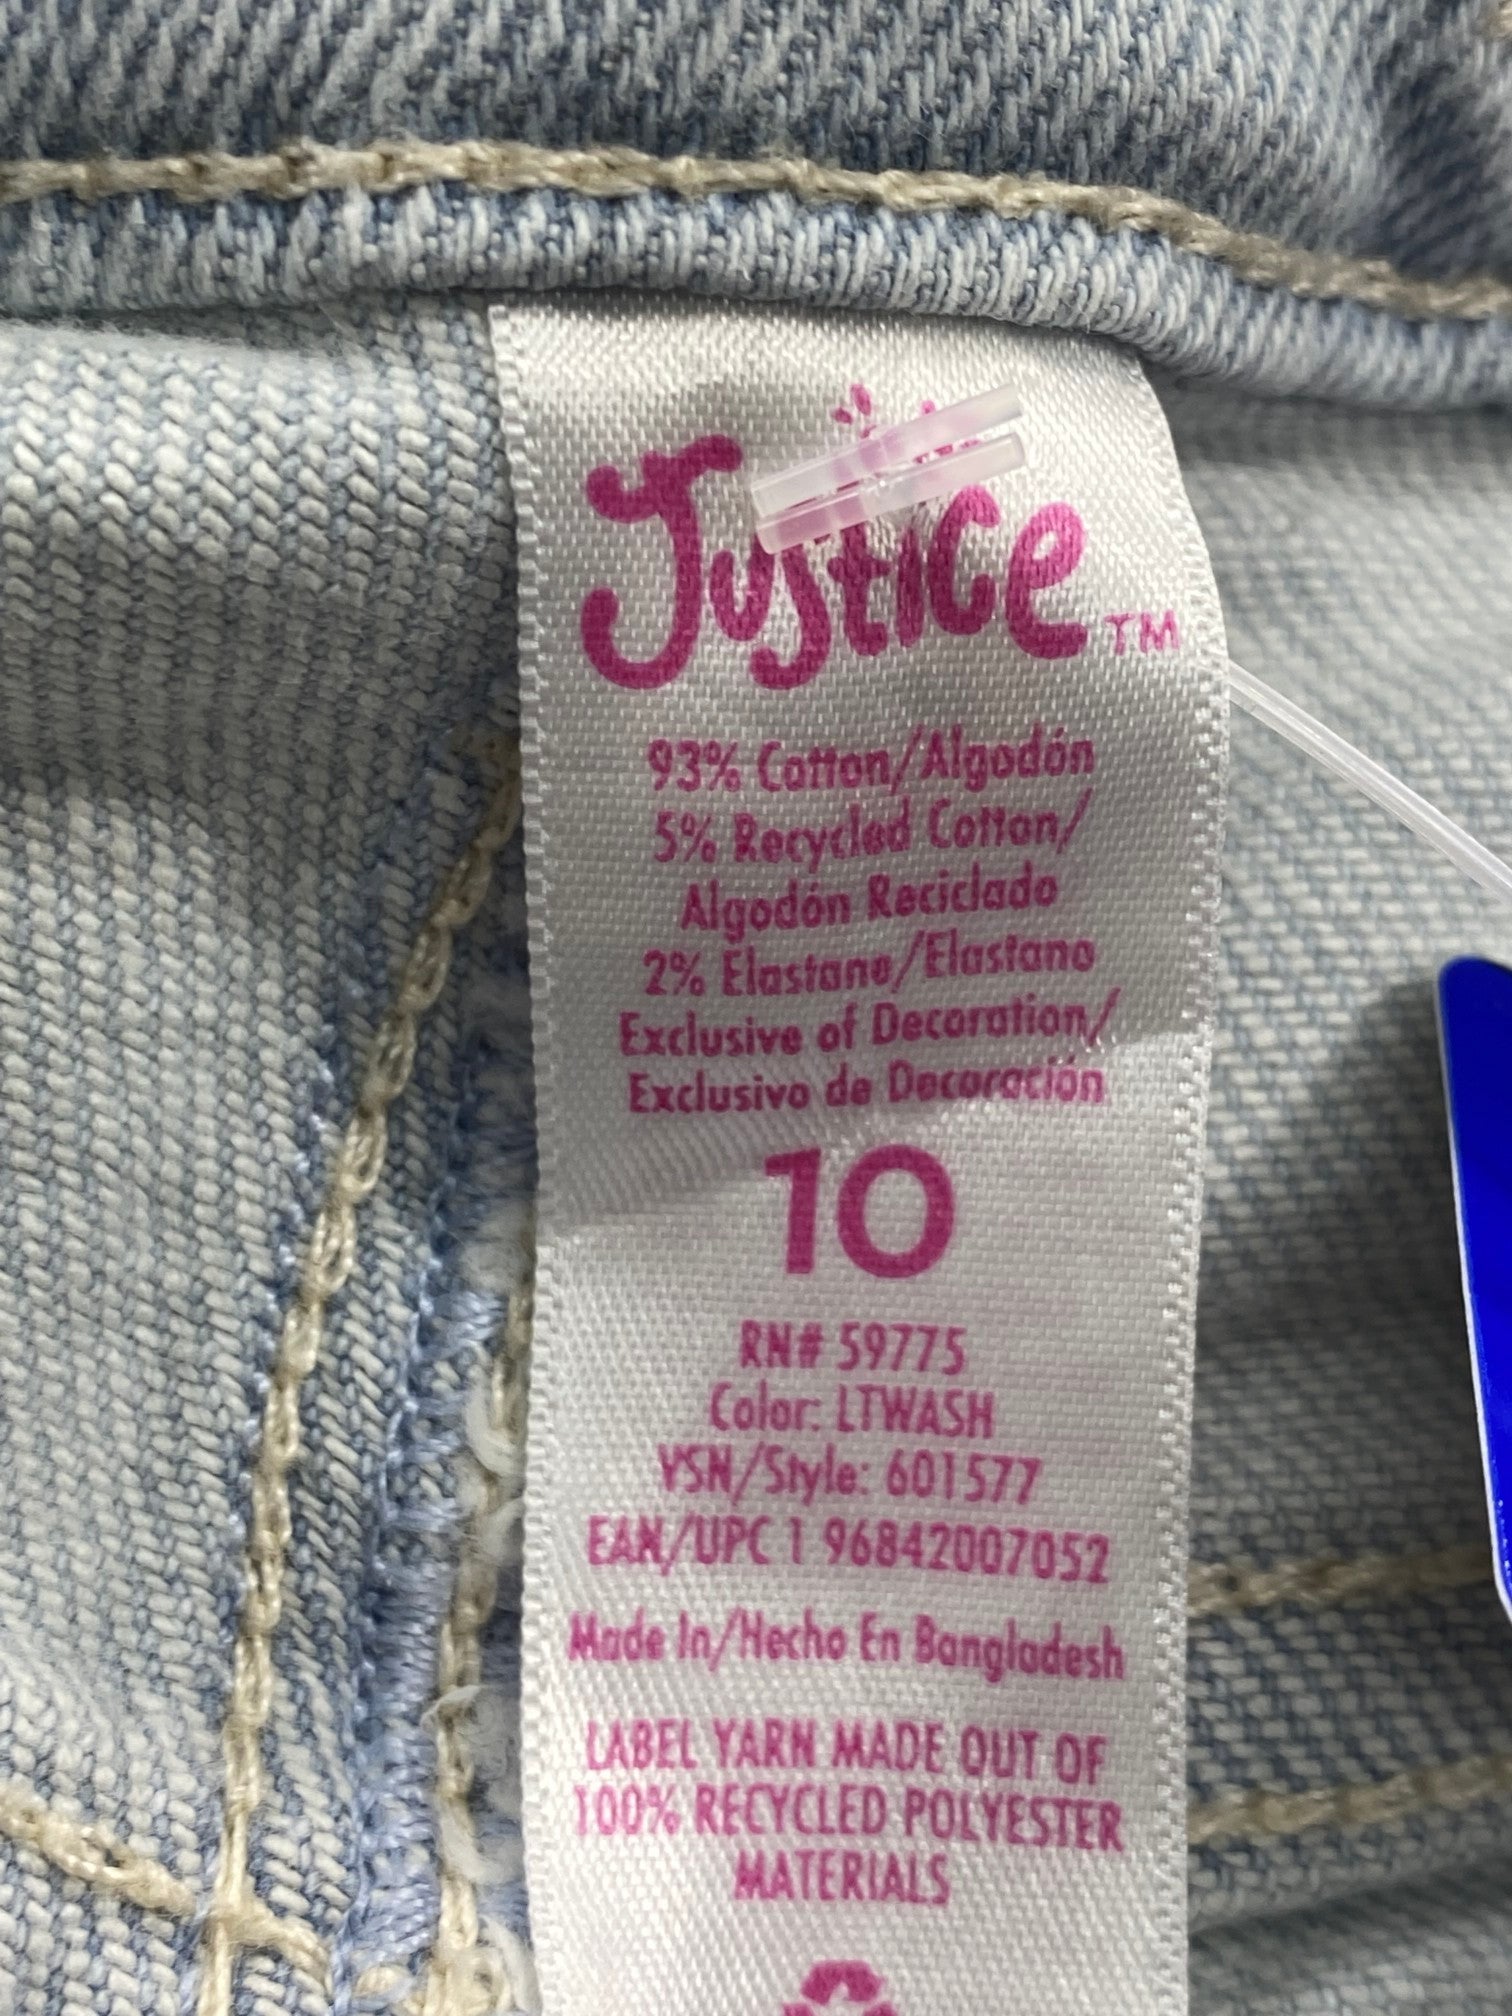 Justice™
93% Cotton/Algodón
5% Recycled Cotton/
Algodón Reciclado
2% Elastane/Elastano
Exclusive of Decoration/
Exclusivo de Decoración
10
RN# 59775
Color: LTWASH
VSN/Style: 601577
EAN/UPC 1 96842007052
Made In/Hecho En Bangladesh
LABEL YARN MADE OUT OF
100% RECYCLED POLYESTER
MATERIALS